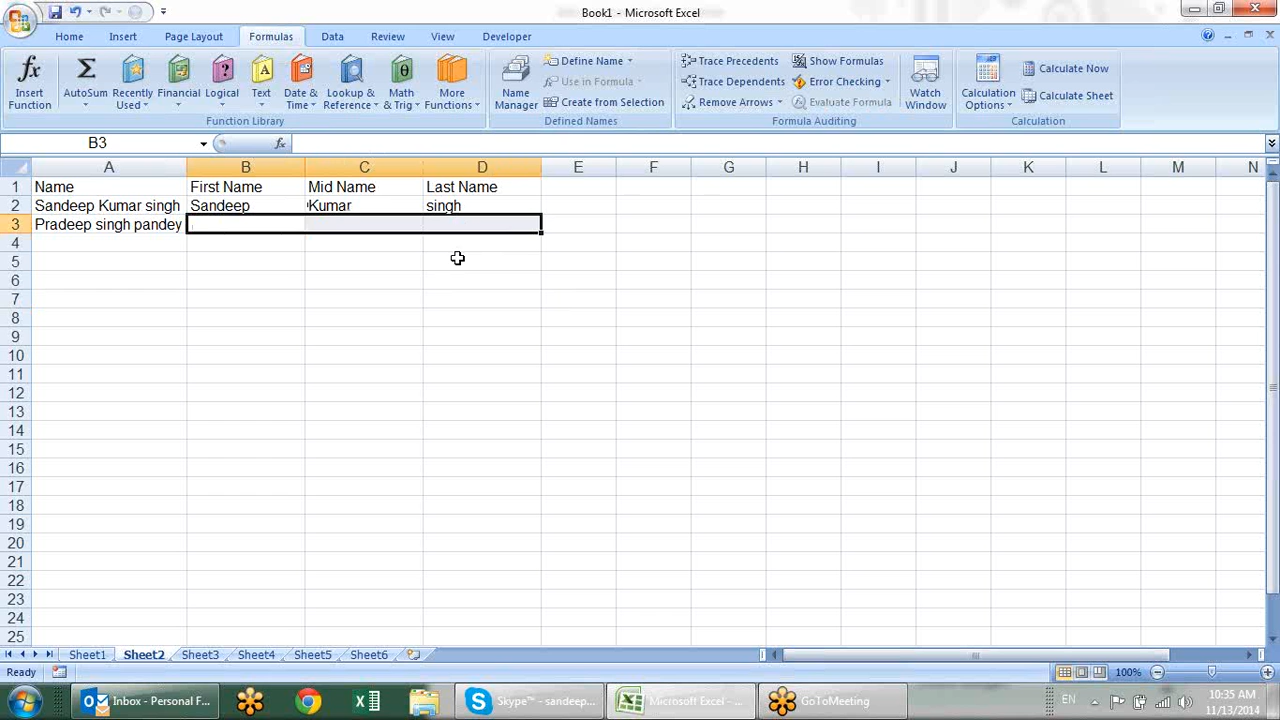 Book1 - Microsoft Excel
Home Insert Page Layout Formulas Data Review View Developer
Insert Function
AutoSum
Recently Used
Financial
Logical
Text
Date & Time
Lookup & Reference
Math & Trig
More Functions
Function Library
Name Manager
Define Name
Use in Formula
Create from Selection
Defined Names
Trace Precedents
Trace Dependents
Remove Arrows
Show Formulas
Error Checking
Evaluate Formula
Formula Auditing
Watch Window
Calculation Options
Calculate Now
Calculate Sheet
Calculation
B3 fx
A B C D E F G H I J K L M N
1 Name First Name Mid Name Last Name
2 Sandeep Kumar singh Sandeep Kumar singh
3 Pradeep singh pandey
4
5
6
7
8
9
10
11
12
13
14
15
16
17
18
19
20
21
22
23
24
25
Sheet1 Sheet2 Sheet3 Sheet4 Sheet5 Sheet6
Ready 100%
Inbox - Personal F... Skype™ - sandeep... Microsoft Excel - ... GoToMeeting EN 10:35 AM
11/13/2014